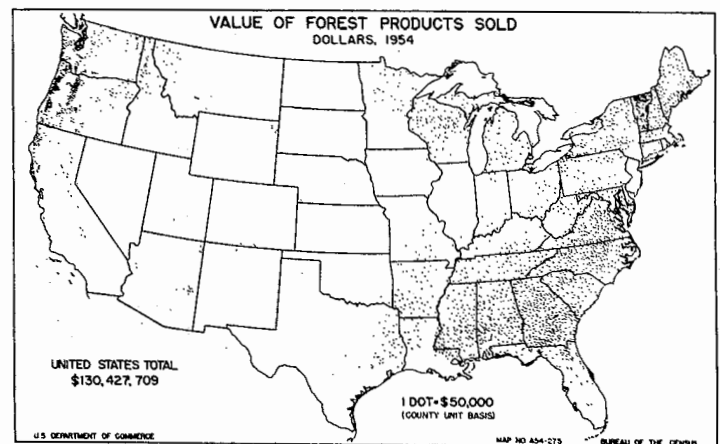 VALUE OF FOREST PRODUCTS SOLD
DOLLARS, 1954
UNITED STATES TOTAL
$130,427,709
1 DOT=$50,000
(COUNTY UNIT BASIS)
U.S. DEPARTMENT OF COMMERCE
MAP NO. A54-275
BUREAU OF THE CENSUS